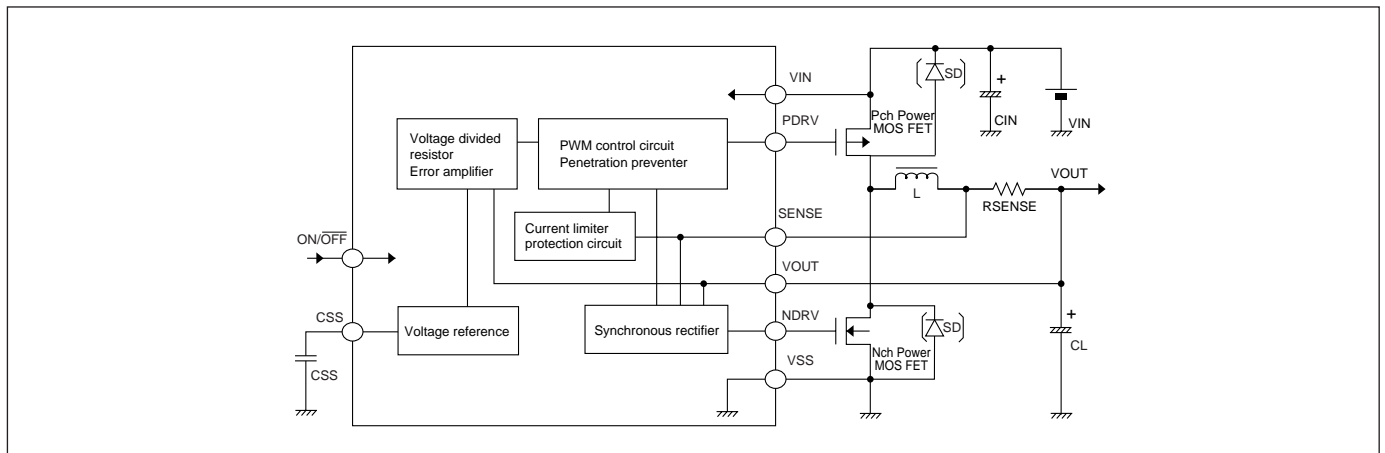 VIN
SD
+
CIN
VIN
PDRV
Pch Power
MOS FET
Voltage divided
resistor
Error amplifier
PWM control circuit
Penetration preventer
VOUT
L
RSENSE
SENSE
Current limiter
protection circuit
ON/OFF
VOUT
CSS
Voltage reference
Synchronous rectifier
NDRV
SD
+
CL
Nch Power
MOS FET
VSS
CSS